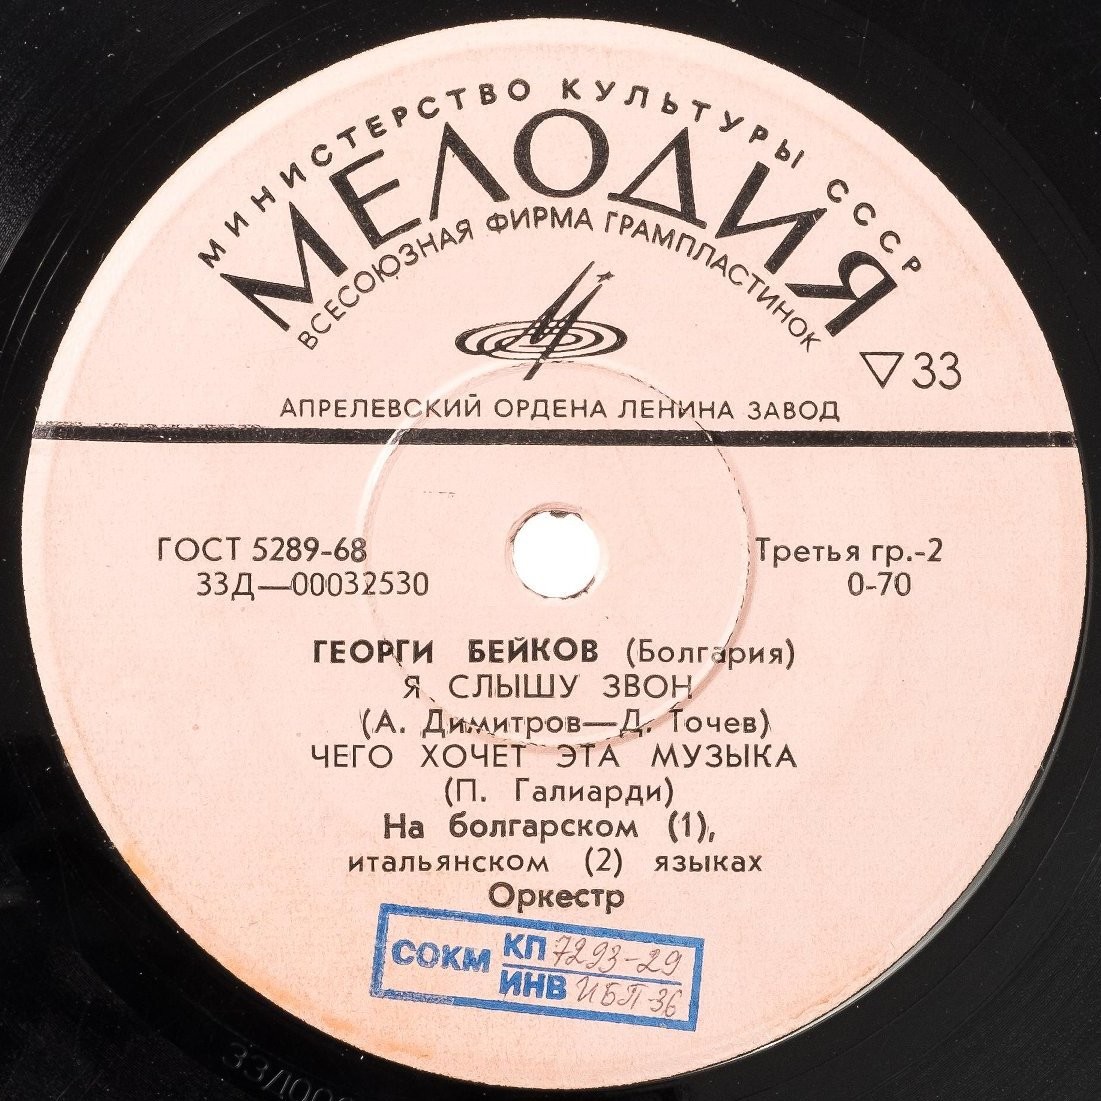 МИНИСТЕРСТВО КУЛЬТУРЫ СССР
МЕЛОДИЯ
ВСЕСОЮЗНАЯ ФИРМА ГРАМПЛАСТИНОК
▽33
АПРЕЛЕВСКИЙ ОРДЕНА ЛЕНИНА ЗАВОД
ГОСТ 5289-68
33Д—00032530
Третья гр.-2
0-70
ГЕОРГИ БЕЙКОВ (Болгария)
Я СЛЫШУ ЗВОН
(А. Димитров—Д. Точев)
ЧЕГО ХОЧЕТ ЭТА МУЗЫКА
(П. Галиарди)
На болгарском (1),
итальянском (2) языках
Оркестр
СОКМ КП 7293-29
ИНВ ИБП-36